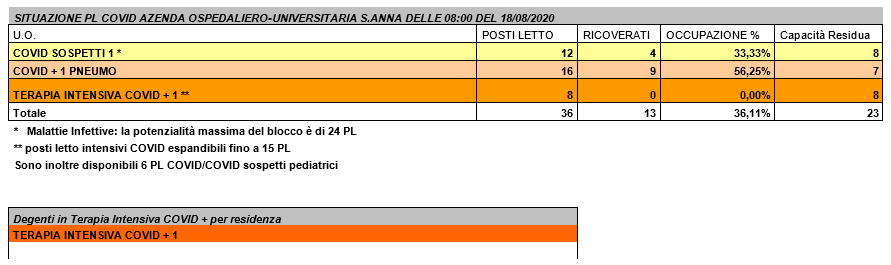 SITUAZIONE PL COVID AZENDA OSPEDALIERO-UNIVERSITARIA S.ANNA DELLE 08:00 DEL 18/08/2020
U.O. POSTI LETTO RICOVERATI OCCUPAZIONE % Capacità Residua
COVID SOSPETTI 1 * 12 4 33,33% 8
COVID + 1 PNEUMO 16 9 56,25% 7
TERAPIA INTENSIVA COVID + 1 ** 8 0 0,00% 8
Totale 36 13 36,11% 23
* Malattie Infettive: la potenzialità massima del blocco è di 24 PL
** posti letto intensivi COVID espandibili fino a 15 PL
Sono inoltre disponibili 6 PL COVID/COVID sospetti pediatrici
Degenti in Terapia Intensiva COVID + per residenza
TERAPIA INTENSIVA COVID + 1